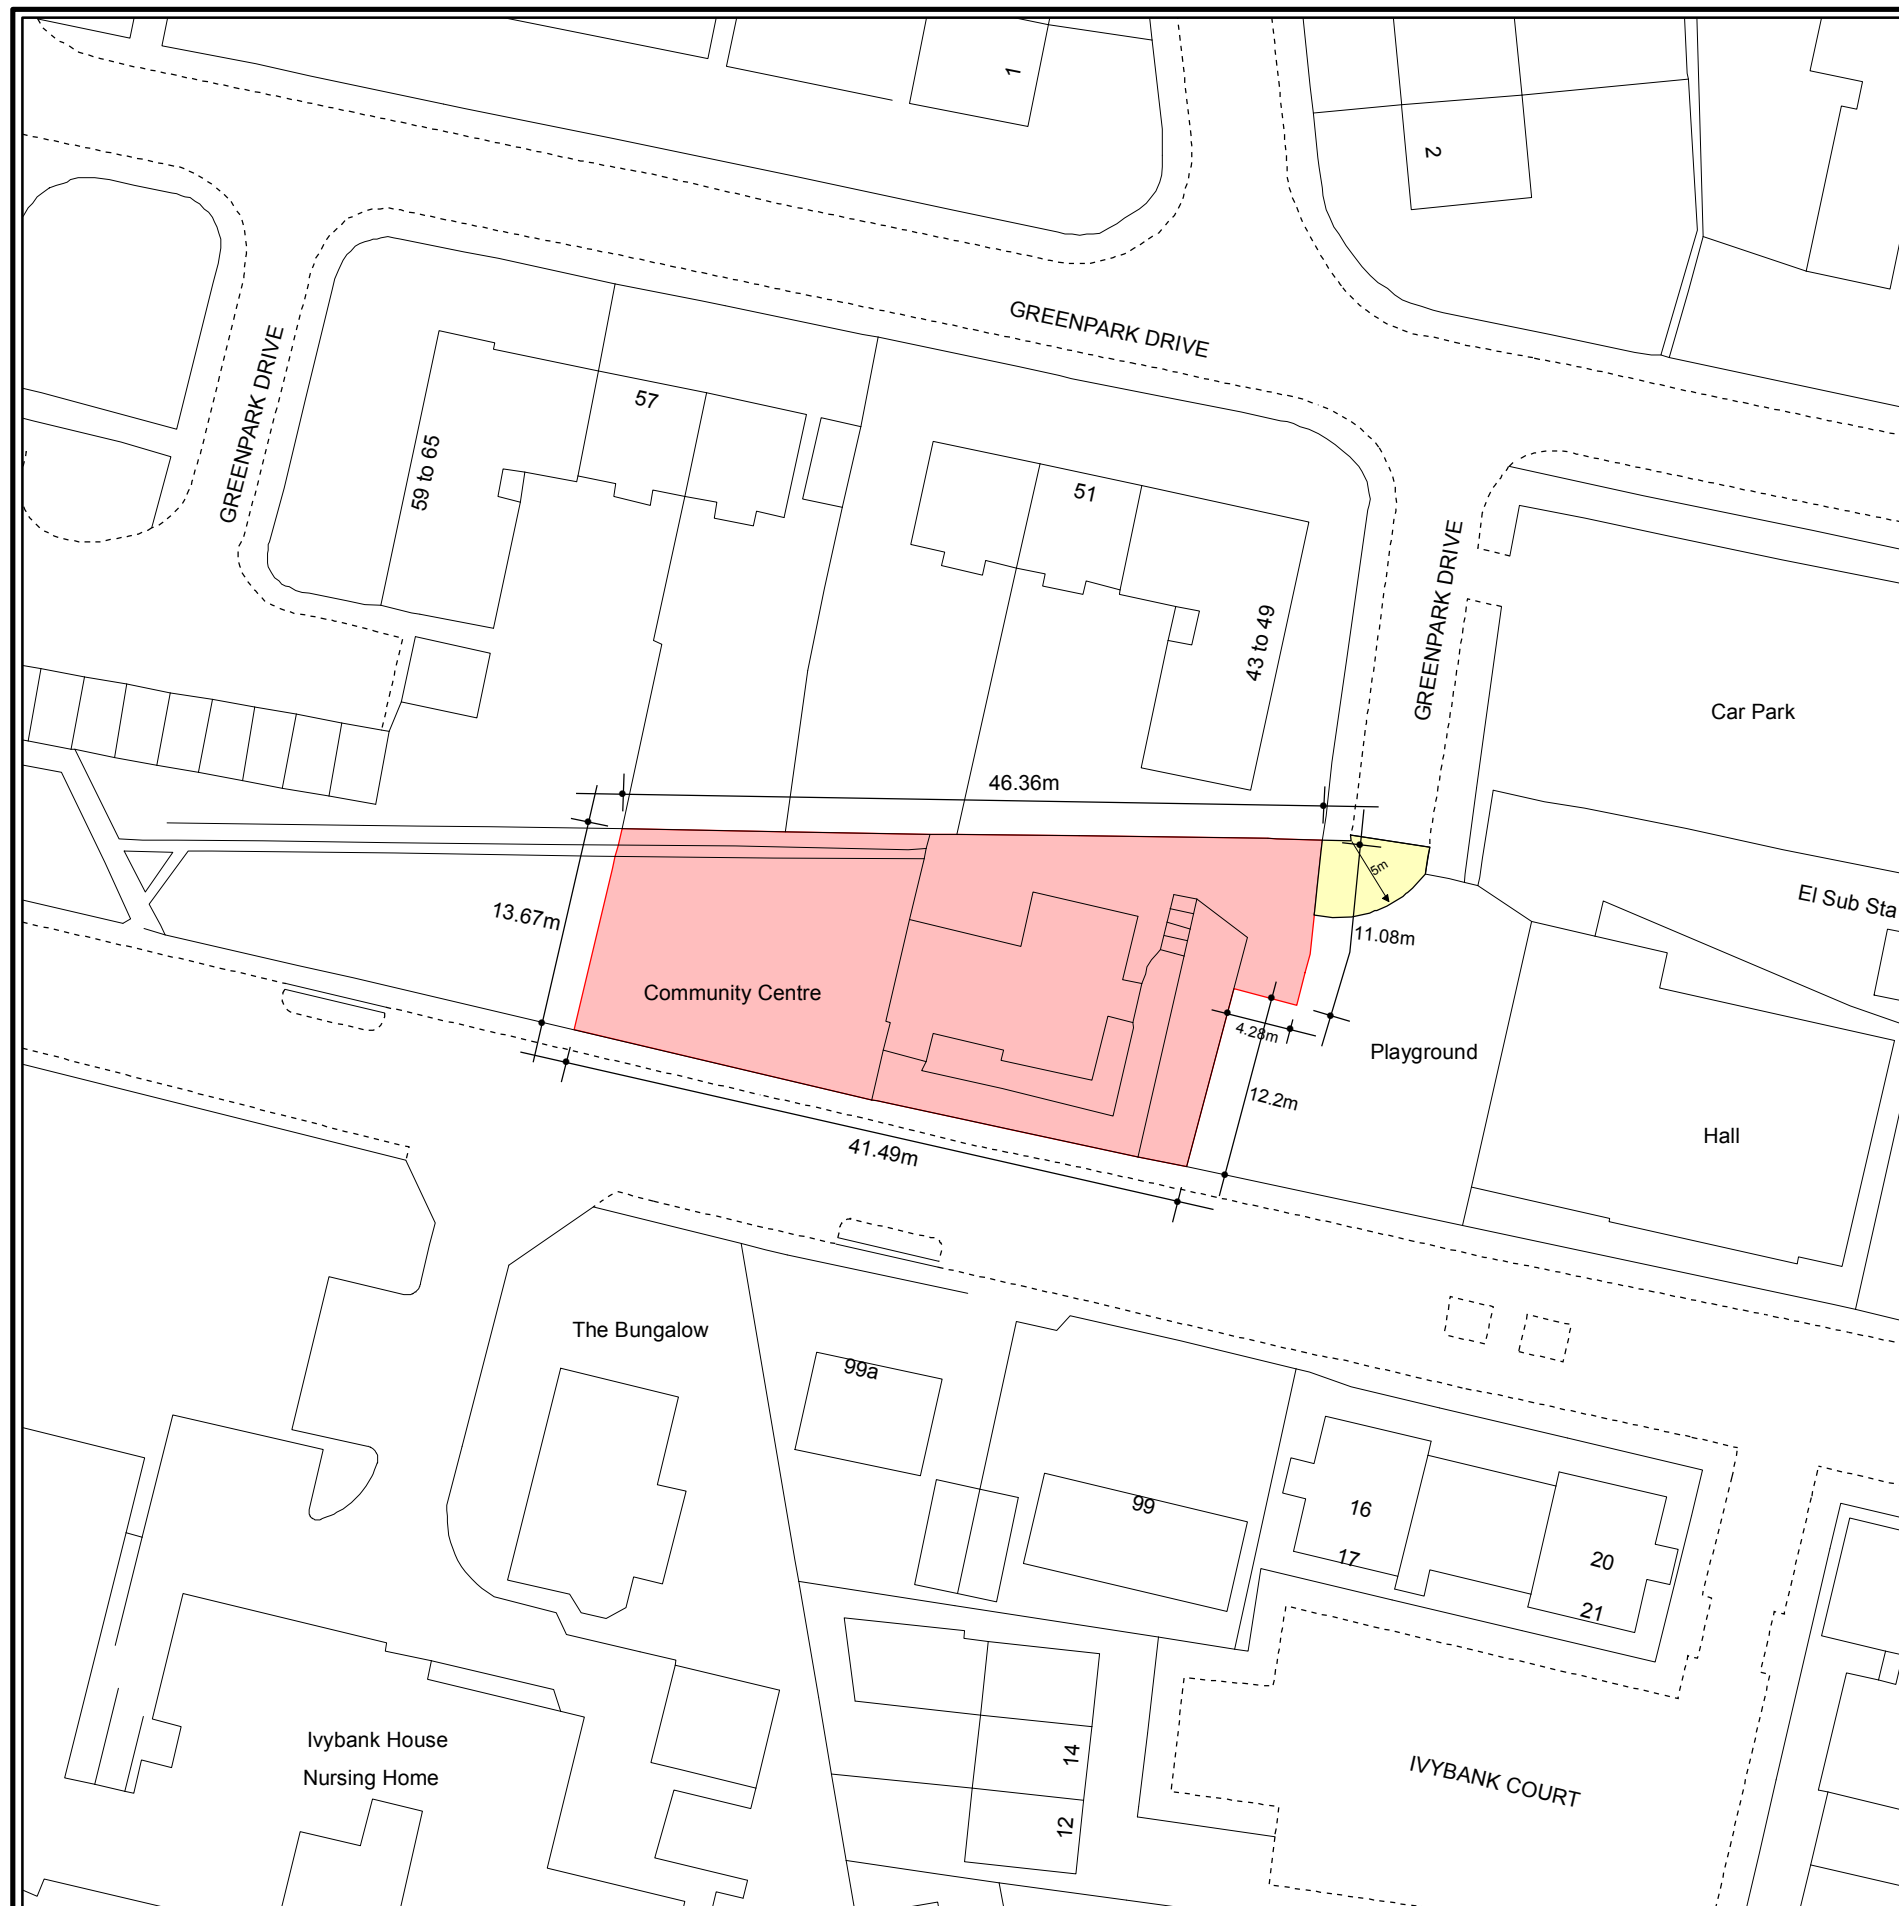 1
2
GREENPARK DRIVE
GREENPARK DRIVE
57
59 to 65
51
GREENPARK DRIVE
43 to 49
Car Park
46.36m
5m
El Sub Sta
13.67m
11.08m
Community Centre
4.28m
Playground
12.2m
Hall
41.49m
The Bungalow
99a
99
16
17
20
21
Ivybank House
Nursing Home
14
12
IVYBANK COURT